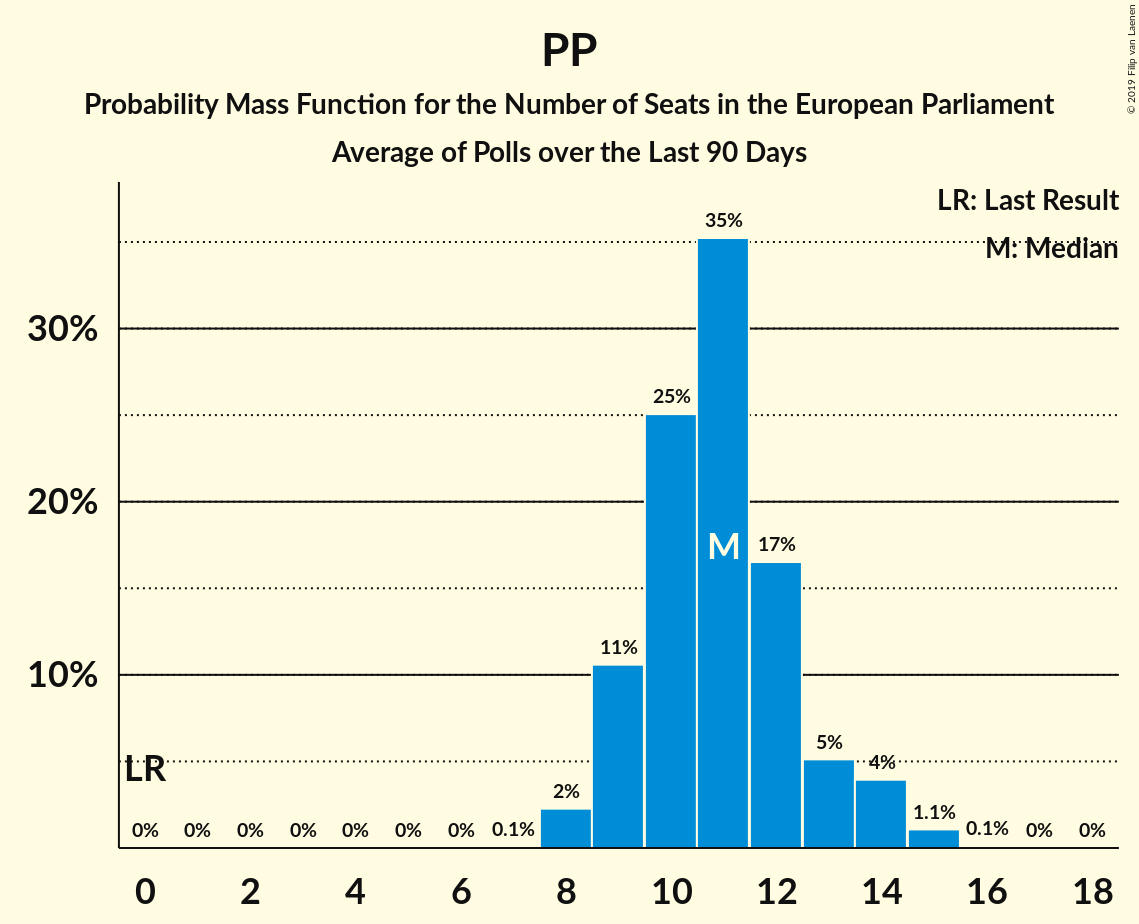 PP
Probability Mass Function for the Number of Seats in the European Parliament
Average of Polls over the Last 90 Days
© 2019 Filip van Laenen
LR: Last Result
M: Median
35%
30%
25%
20%
M
17%
11%
10%
LR
5%
4%
2%
1.1%
0% 0% 0% 0% 0% 0% 0% 0.1% 0.1% 0% 0%
0 2 4 6 8 10 12 14 16 18